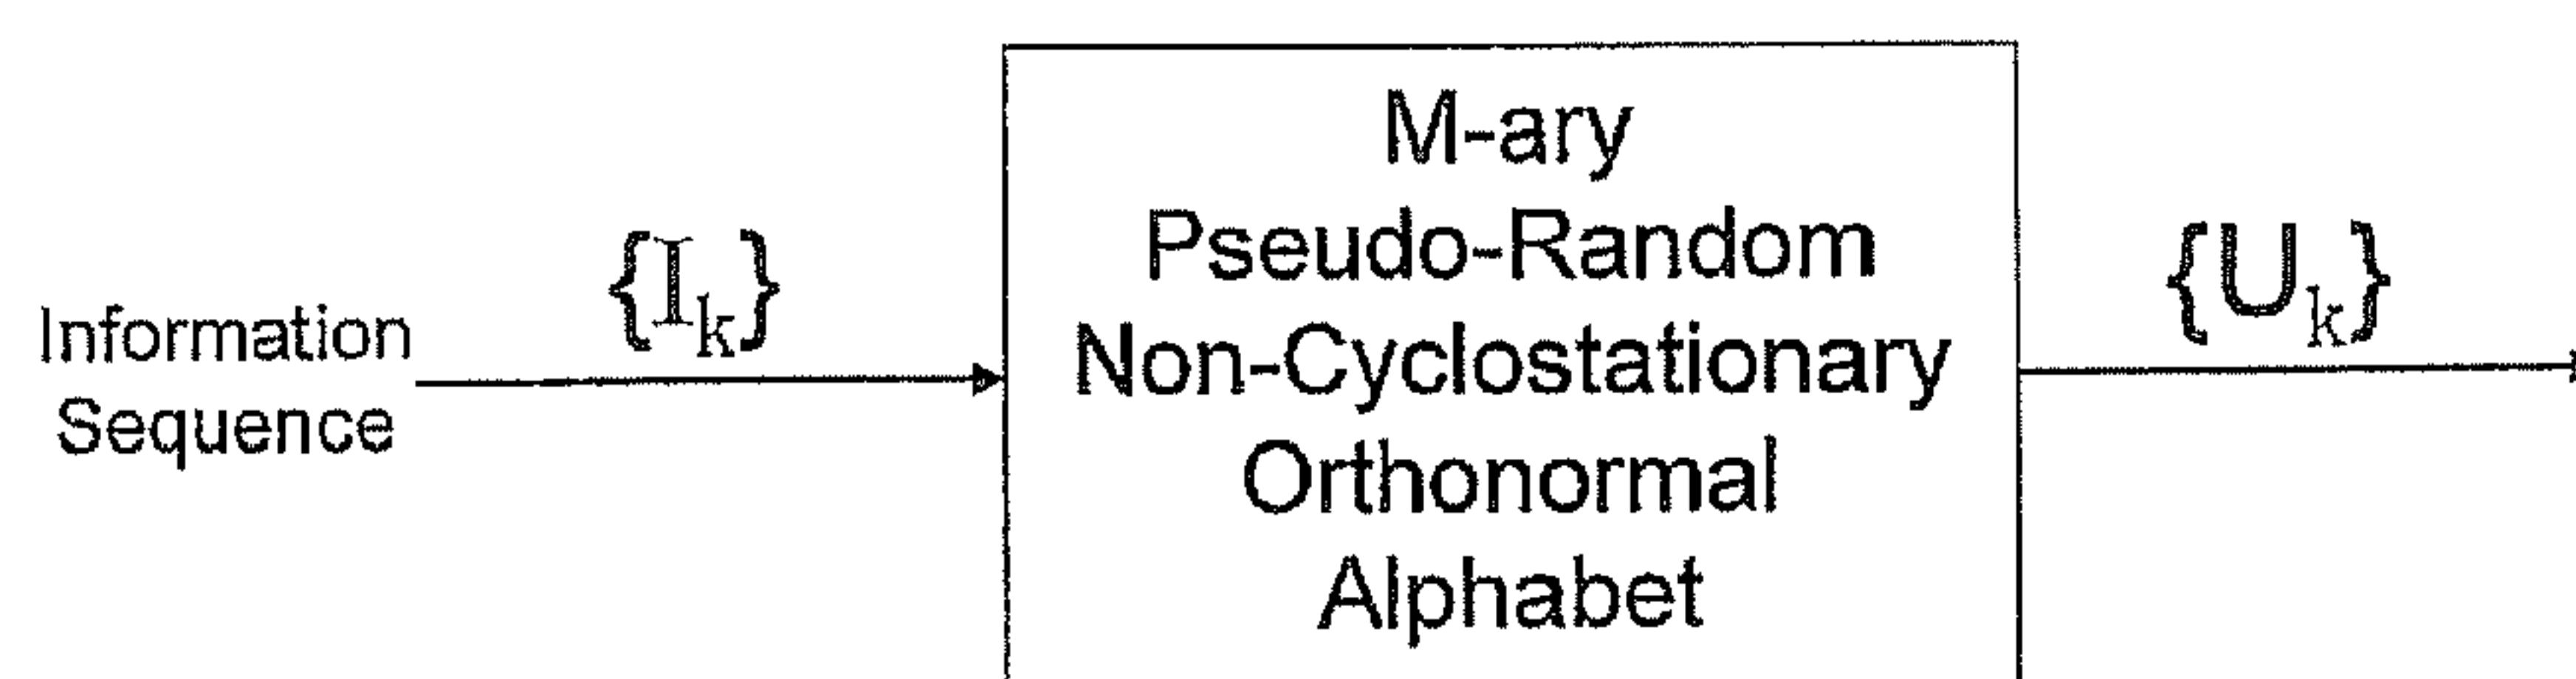 Information
Sequence
{I_k}
M-ary
Pseudo-Random
Non-Cyclostationary
Orthonormal
Alphabet
{U_k}